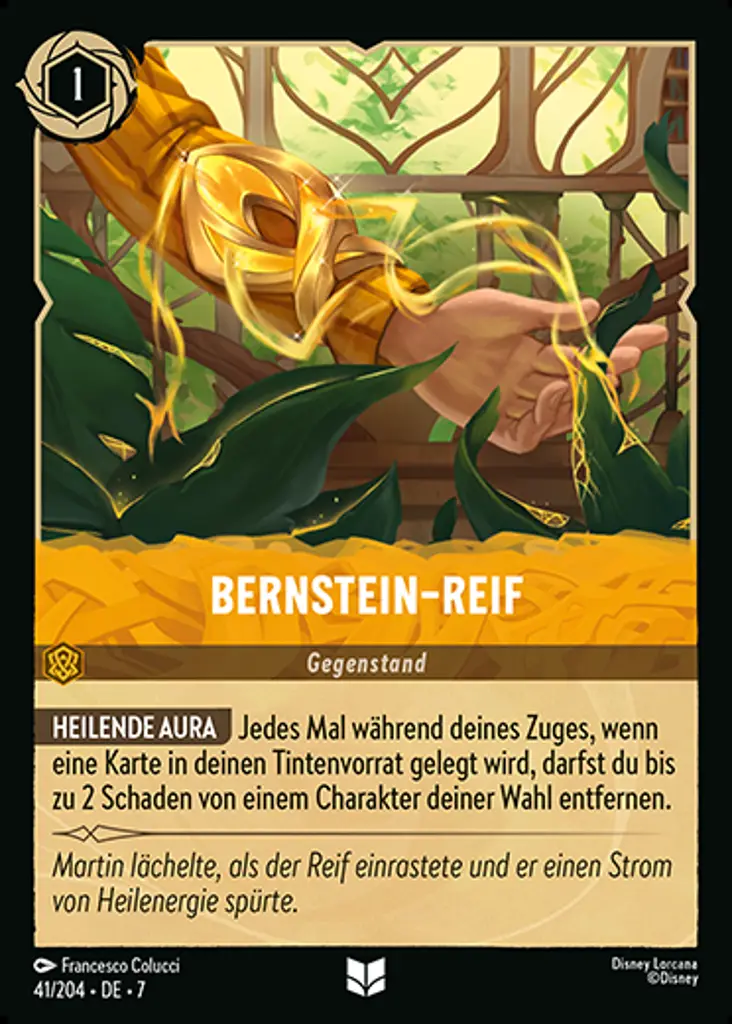 1
BERNSTEIN-REIF
Gegenstand
HEILENDE AURA Jedes Mal während deines Zuges, wenn
eine Karte in deinen Tintenvorrat gelegt wird, darfst du bis
zu 2 Schaden von einem Charakter deiner Wahl entfernen.
Martin lächelte, als der Reif einrastete und er einen Strom
von Heilenergie spürte.
Francesco Colucci
41/204 • DE • 7
Disney Lorcana
©Disney